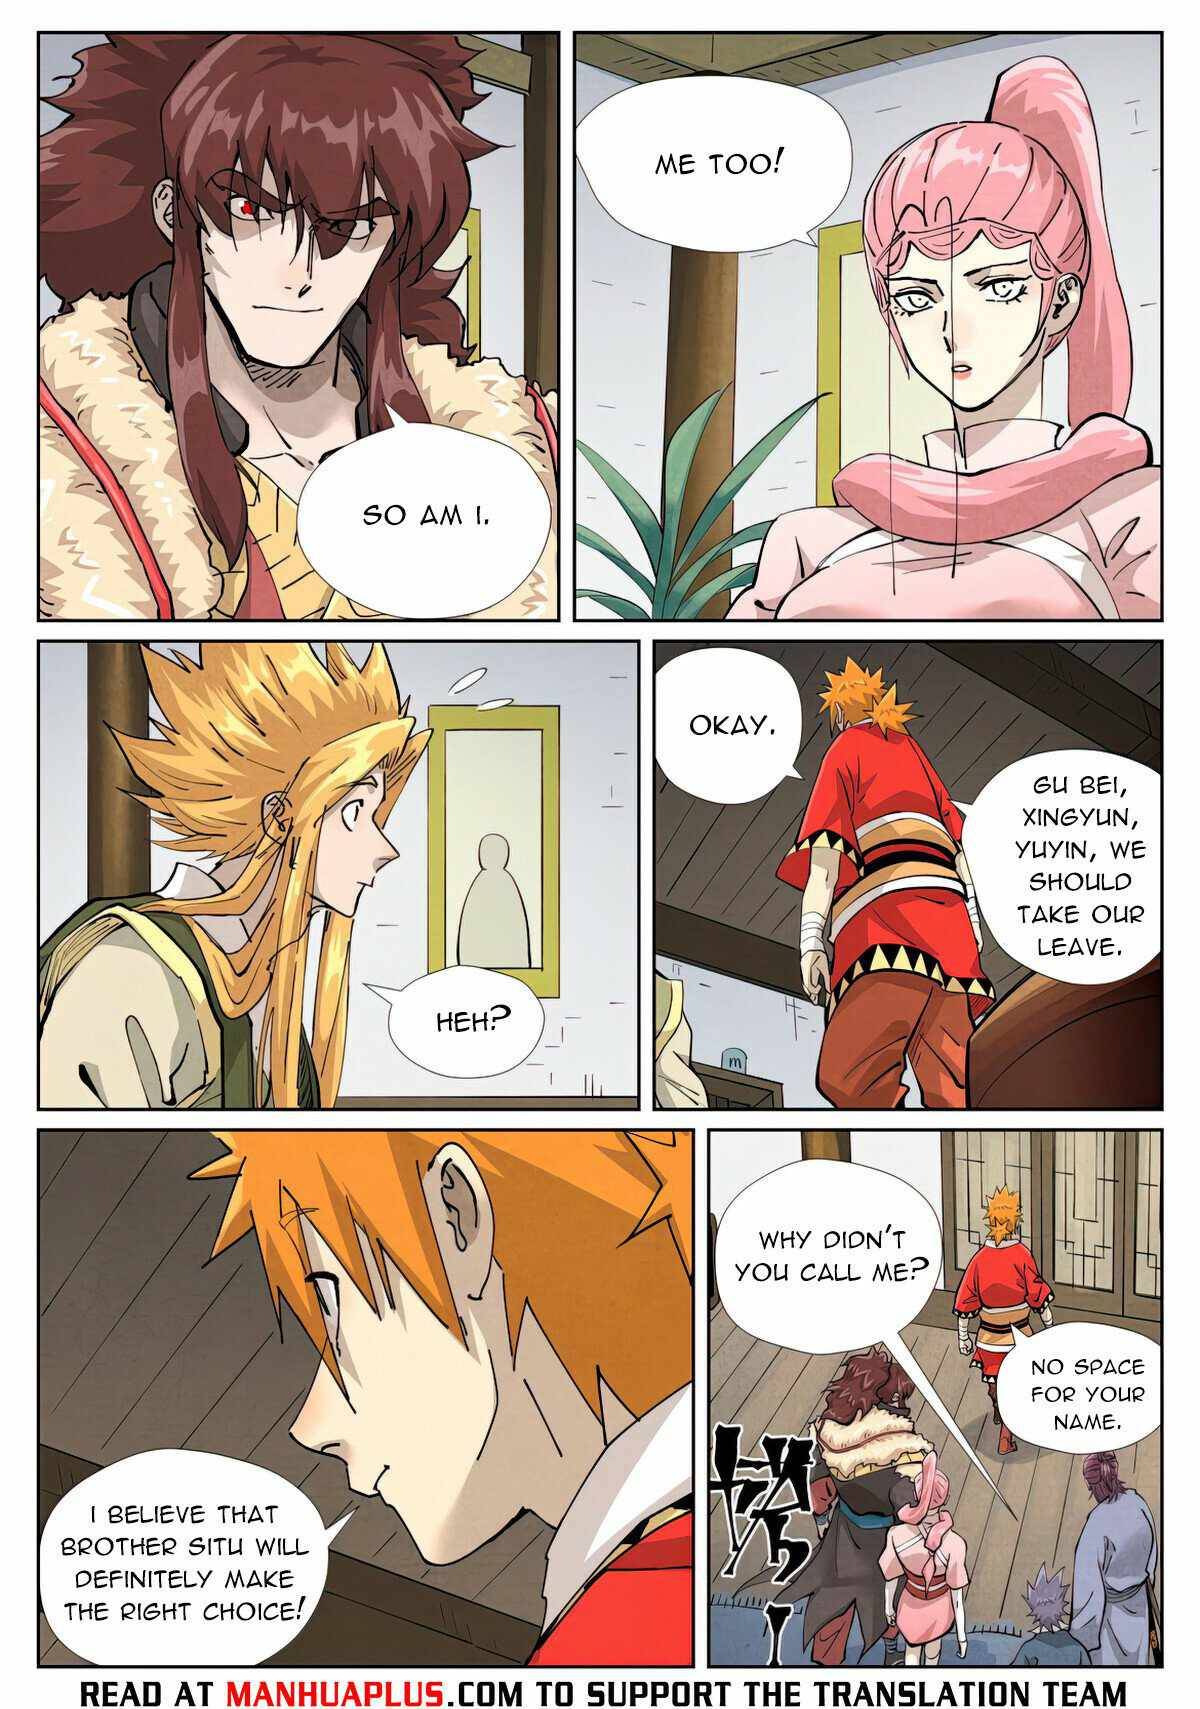 SO AM I.
ME TOO!
HEH?
OKAY.
GU BEI,
XINGYUN,
YUYIN, WE
SHOULD
TAKE OUR
LEAVE.
m
I BELIEVE THAT
BROTHER SITU WILL
DEFINITELY MAKE
THE RIGHT CHOICE!
WHY DIDN'T
YOU CALL ME?
NO SPACE
FOR YOUR
NAME.
READ AT MANHUAPLUS.COM TO SUPPORT THE TRANSLATION TEAM